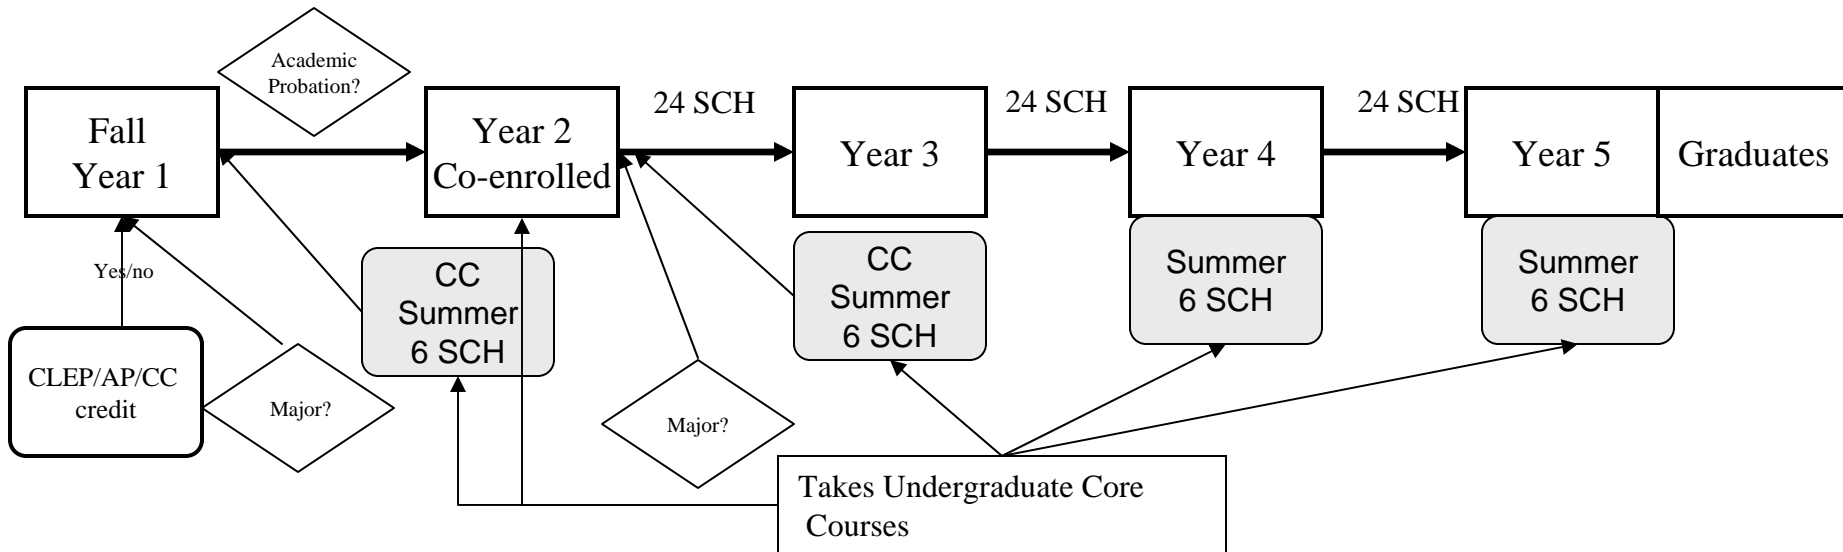 Academic
Probation?
Fall
Year 1
Year 2
Co-enrolled
24 SCH
Year 3
24 SCH
Year 4
24 SCH
Year 5
Graduates
Yes/no
CC
Summer
6 SCH
CC
Summer
6 SCH
Summer
6 SCH
Summer
6 SCH
CLEP/AP/CC
credit
Major?
Major?
Takes Undergraduate Core
Courses